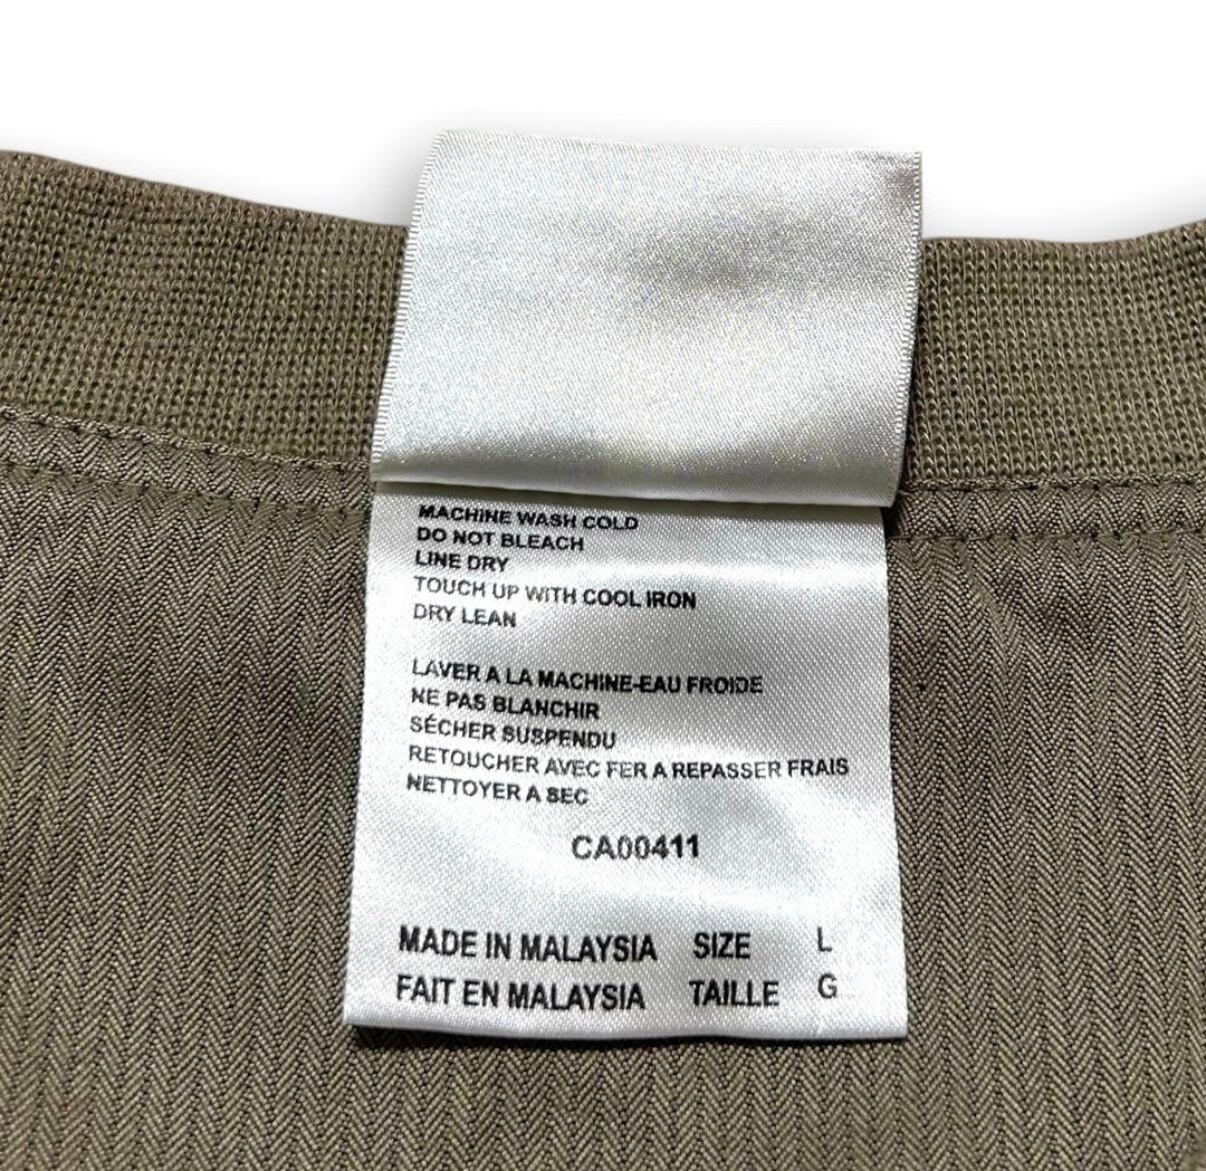 MACHINE WASH COLD
DO NOT BLEACH
LINE DRY
TOUCH UP WITH COOL IRON
DRY LEAN
LAVER A LA MACHINE-EAU FROIDE
NE PAS BLANCHIR
SÉCHER SUSPENDU
RETOUCHER AVEC FER A REPASSER FRAIS
NETTOYER A SEC
CA00411
MADE IN MALAYSIA SIZE L
FAIT EN MALAYSIA TAILLE G